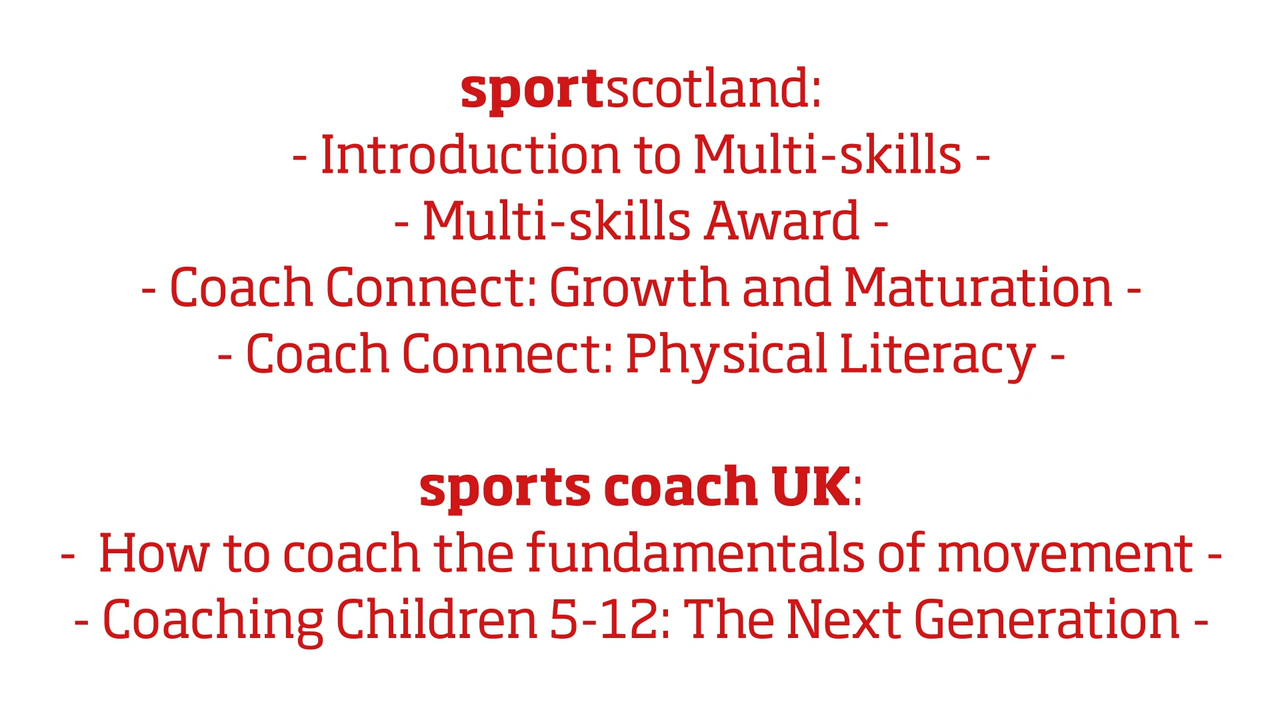 sportscotland:
- Introduction to Multi-skills -
- Multi-skills Award -
- Coach Connect: Growth and Maturation -
- Coach Connect: Physical Literacy -
sports coach UK:
- How to coach the fundamentals of movement -
- Coaching Children 5-12: The Next Generation -